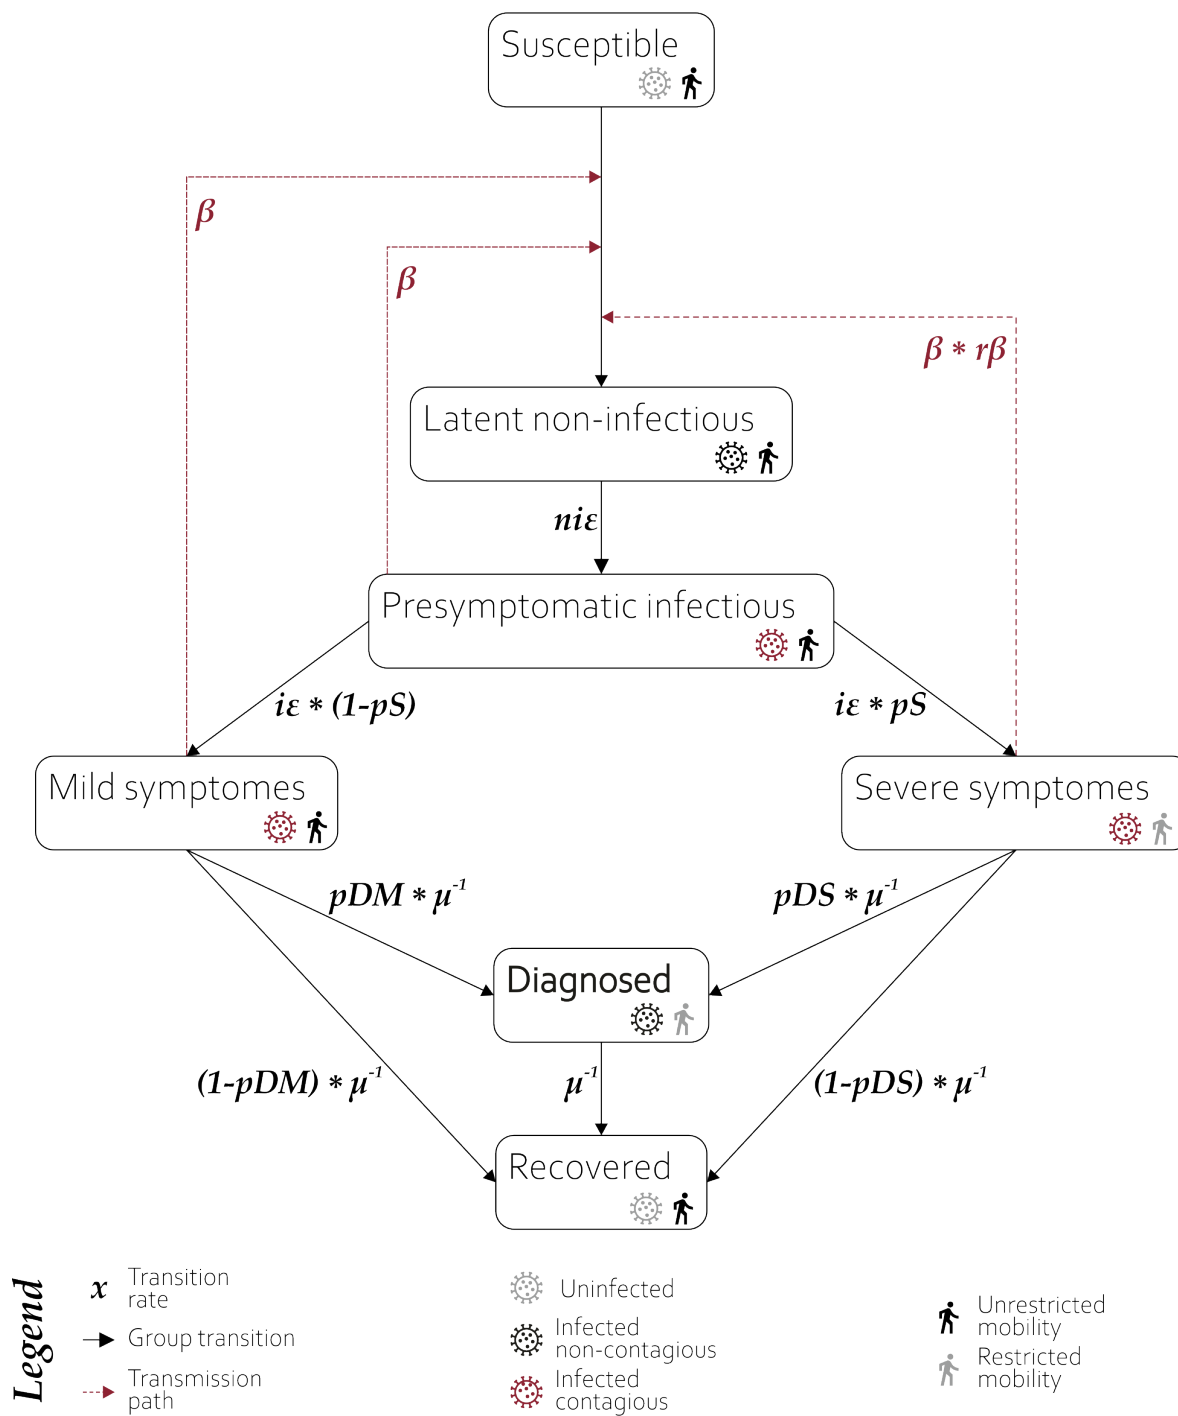 Susceptible
β
β
β * rβ
Latent non-infectious
niε
Presymptomatic infectious
iε * (1-pS)
iε * pS
Mild symptomes
Severe symptomes
pDM * μ⁻¹
pDS * μ⁻¹
Diagnosed
(1-pDM) * μ⁻¹
μ⁻¹
(1-pDS) * μ⁻¹
Recovered
Legend
x
Transition
rate
Group transition
Transmission
path
Uninfected
Infected
non-contagious
Infected
contagious
Unrestricted
mobility
Restricted
mobility